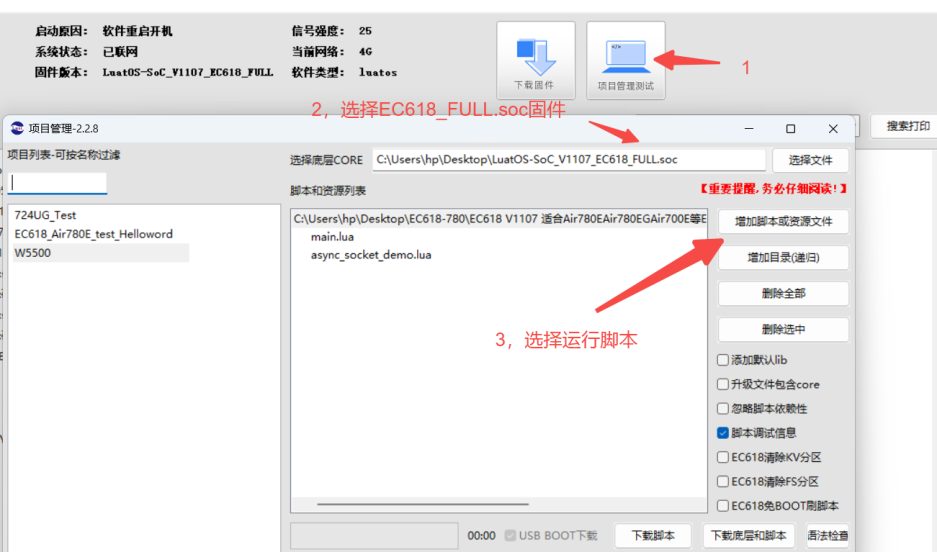 启动原因： 软件重启开机
信号强度： 25
系统状态： 已联网
当前网络： 4G
固件版本： LuatOS-SoC_V1107_EC618_FULL
软件类型： luatos
下载固件
项目管理测试
1
2，选择EC618_FULL.soc固件
搜索打印
项目管理-2.2.8
项目列表-可按名称过滤
724UG_Test
EC618_Air780E_test_Helloword
W5500
选择底层CORE
C:\Users\hp\Desktop\LuatOS-SoC_V1107_EC618_FULL.soc
选择文件
脚本和资源列表
【重要提醒,务必仔细阅读!】
C:\Users\hp\Desktop\EC618-780\EC618 V1107 适合Air780EAir780EGAir700E等E
main.lua
async_socket_demo.lua
3，选择运行脚本
增加脚本或资源文件
增加目录(递归)
删除全部
删除选中
添加默认lib
升级文件包含core
忽略脚本依赖性
脚本调试信息
EC618清除KV分区
EC618清除FS分区
EC618免BOOT刷脚本
00:00
USB BOOT下载
下载脚本
下载底层和脚本
语法检查